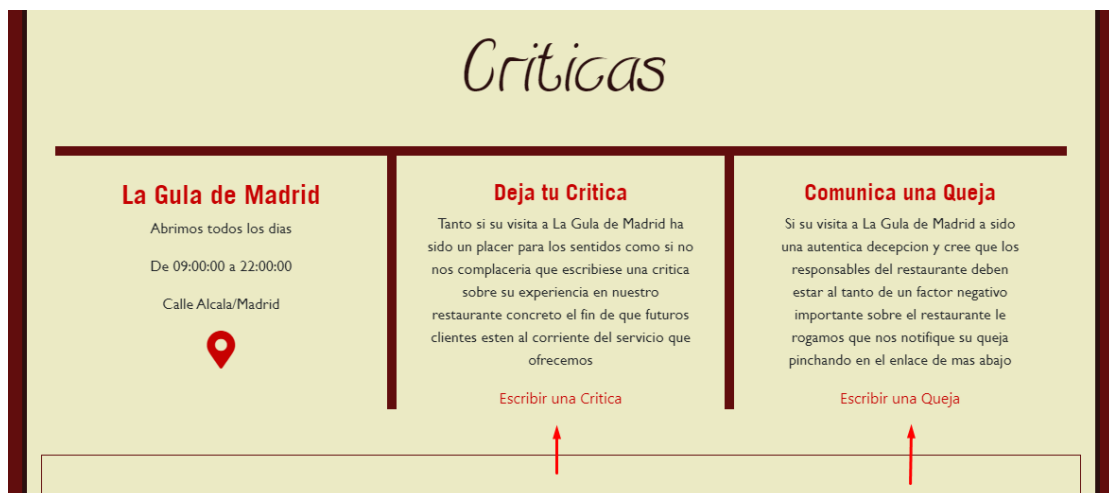 Criticas
La Gula de Madrid
Abrimos todos los dias
De 09:00:00 a 22:00:00
Calle Alcala/Madrid
Deja tu Critica
Tanto si su visita a La Gula de Madrid ha
sido un placer para los sentidos como si no
nos complaceria que escribiese una critica
sobre su experiencia en nuestro
restaurante concreto el fin de que futuros
clientes esten al corriente del servicio que
ofrecemos
Escribir una Critica
Comunica una Queja
Si su visita a La Gula de Madrid a sido
una autentica decepcion y cree que los
responsables del restaurante deben
estar al tanto de un factor negativo
importante sobre el restaurante le
rogamos que nos notifique su queja
pinchando en el enlace de mas abajo
Escribir una Queja